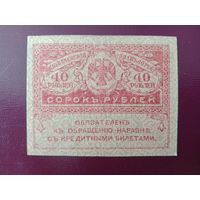 40 40
РУБЛЕЙ РУБЛЕЙ
СОРОКЪ РУБЛЕЙ
ОБЯЗАТЕЛЕНЪ
КЪ ОБРАЩЕНІЮ НАРАВНѢ
СЪ КРЕДИТНЫМИ БИЛЕТАМИ.